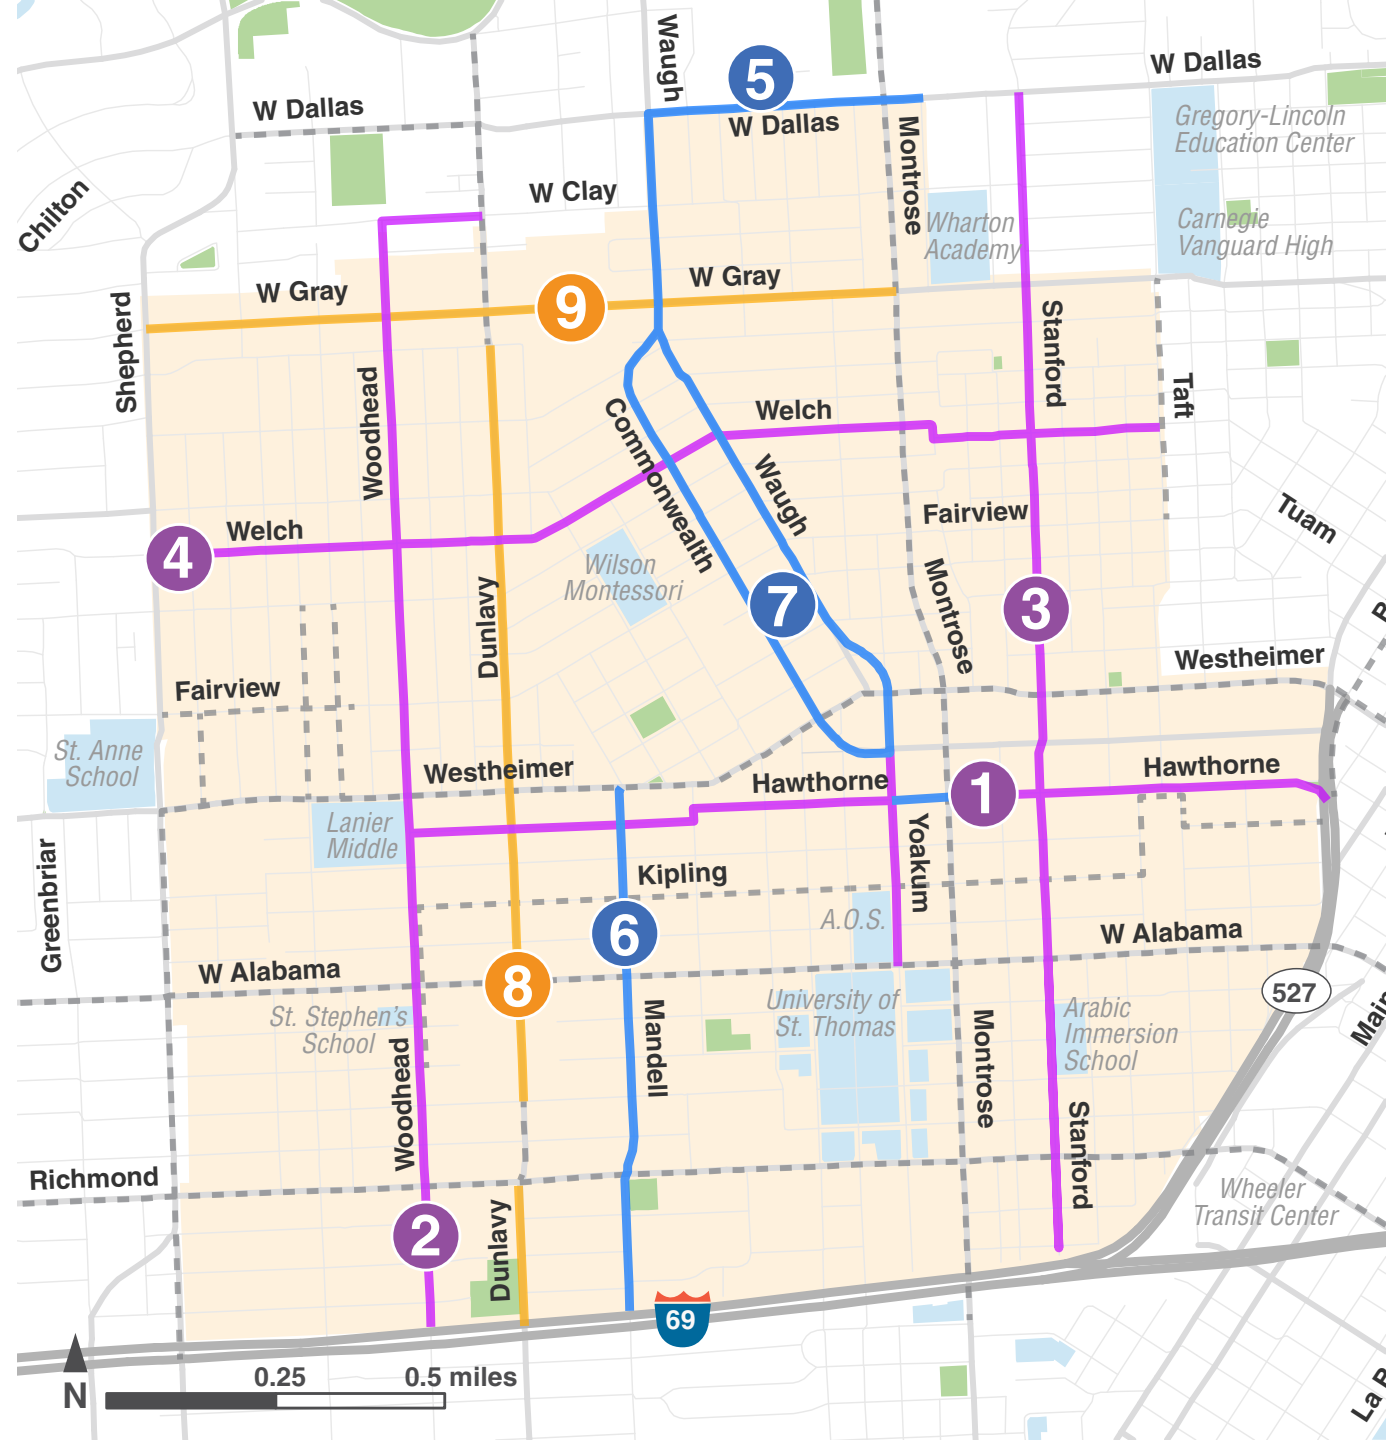 Waugh
5
W Dallas
W Dallas
W Dallas
Gregory-Lincoln
Education Center
Montrose
Chilton
W Clay
Wharton
Academy
Carnegie
Vanguard High
W Gray
W Gray
9
Shepherd
Stanford
Woodhead
Taft
Commonwealth
Welch
Waugh
Fairview
Tuam
Welch
4
Wilson
Montessori
7
Montrose
3
Dunlavy
Westheimer
Fairview
St. Anne
School
Westheimer
Hawthorne
1
Hawthorne
Lanier
Middle
Yoakum
Greenbriar
Kipling
A.O.S.
6
W Alabama
W Alabama
8
527
St. Stephen's
School
University of
St. Thomas
Arabic
Immersion
School
Main
Mandell
Montrose
Woodhead
Stanford
Richmond
Wheeler
Transit Center
2
Dunlavy
69
N
0.25
0.5 miles